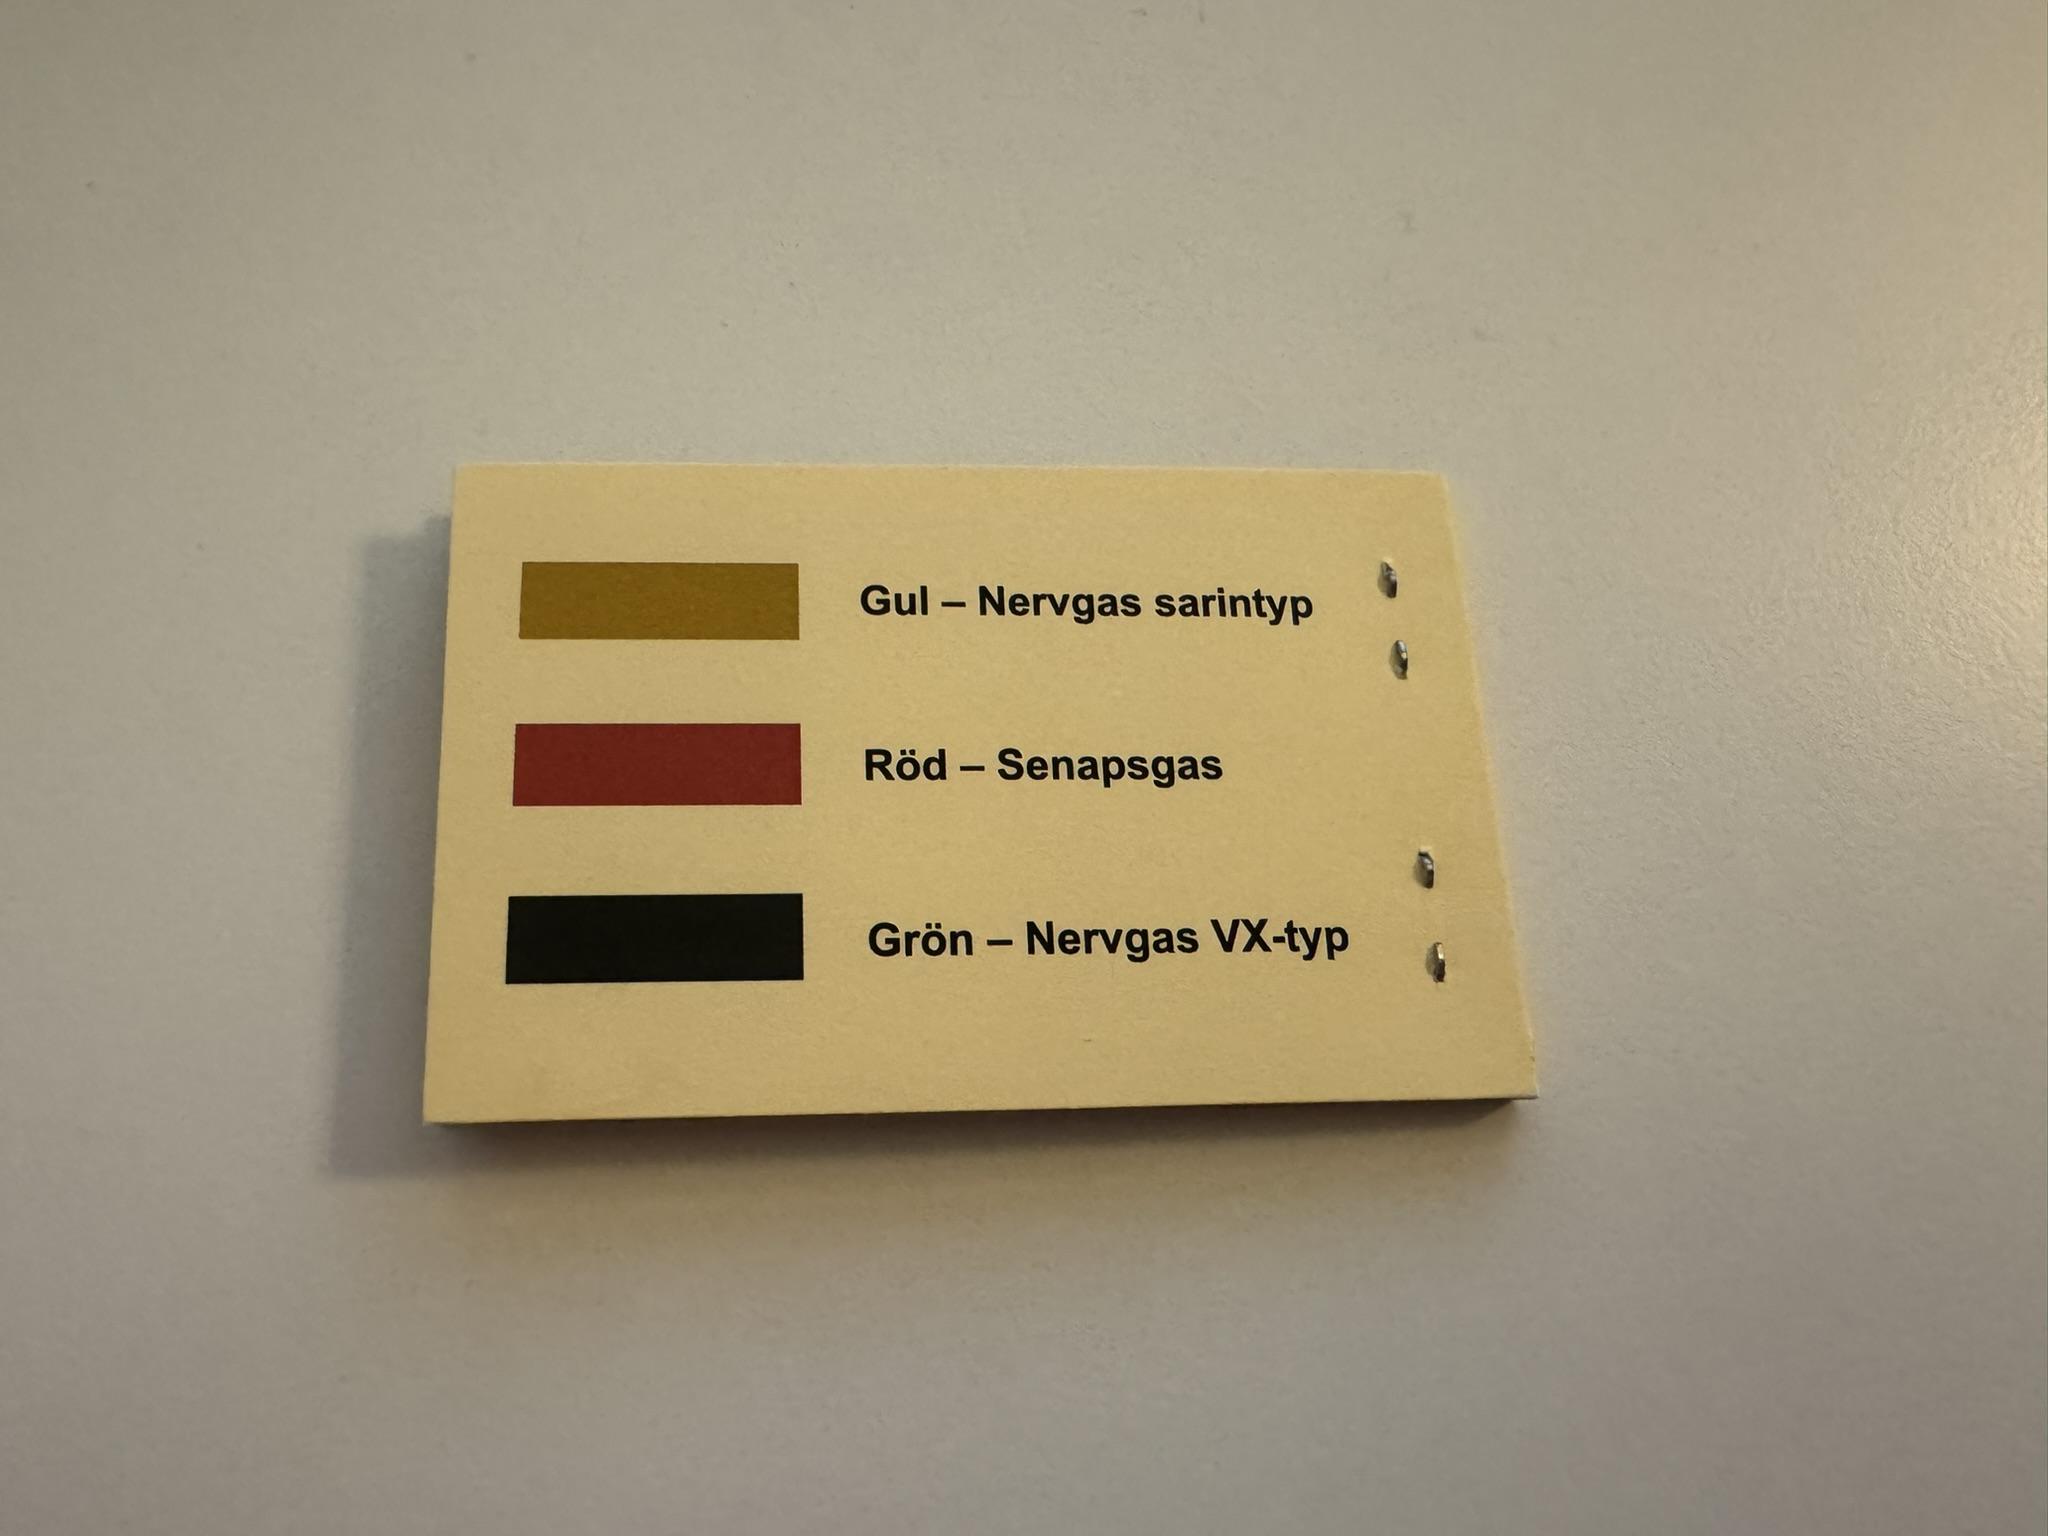 Gul – Nervgas sarintyp
Röd – Senapsgas
Grön – Nervgas VX-typ